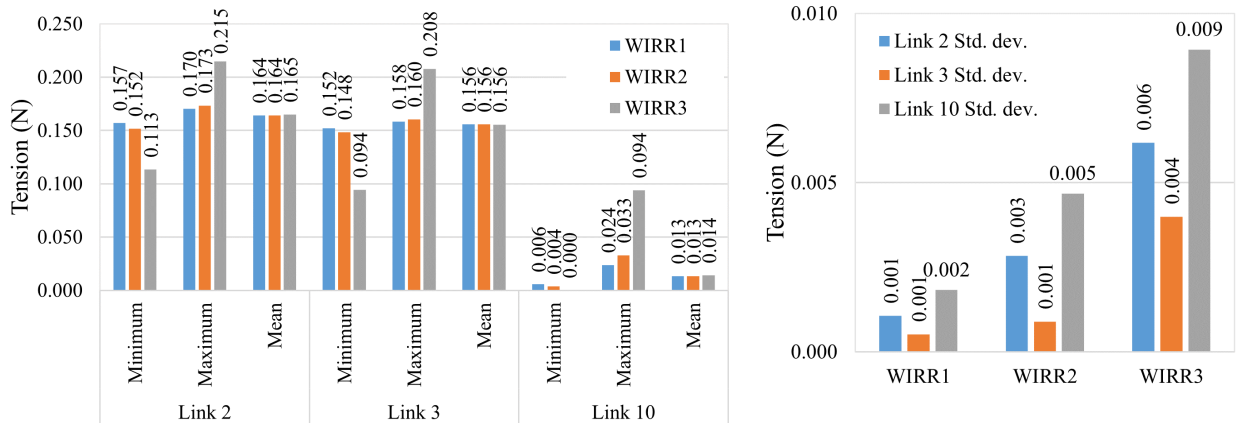 0.250
0.200
0.150
0.100
0.050
0.000
Tension (N)
0.157
0.152
0.113
0.170
0.173
0.215
0.164
0.164
0.165
0.152
0.148
0.094
0.158
0.160
0.208
0.156
0.156
0.156
0.006
0.004
0.000
0.024
0.033
0.094
0.013
0.013
0.014
WIRR1
WIRR2
WIRR3
Minimum
Maximum
Mean
Minimum
Maximum
Mean
Minimum
Maximum
Mean
Link 2
Link 3
Link 10
0.010
0.005
0.000
Tension (N)
Link 2 Std. dev.
Link 3 Std. dev.
Link 10 Std. dev.
0.001
0.001
0.002
0.003
0.001
0.005
0.006
0.004
0.009
WIRR1
WIRR2
WIRR3